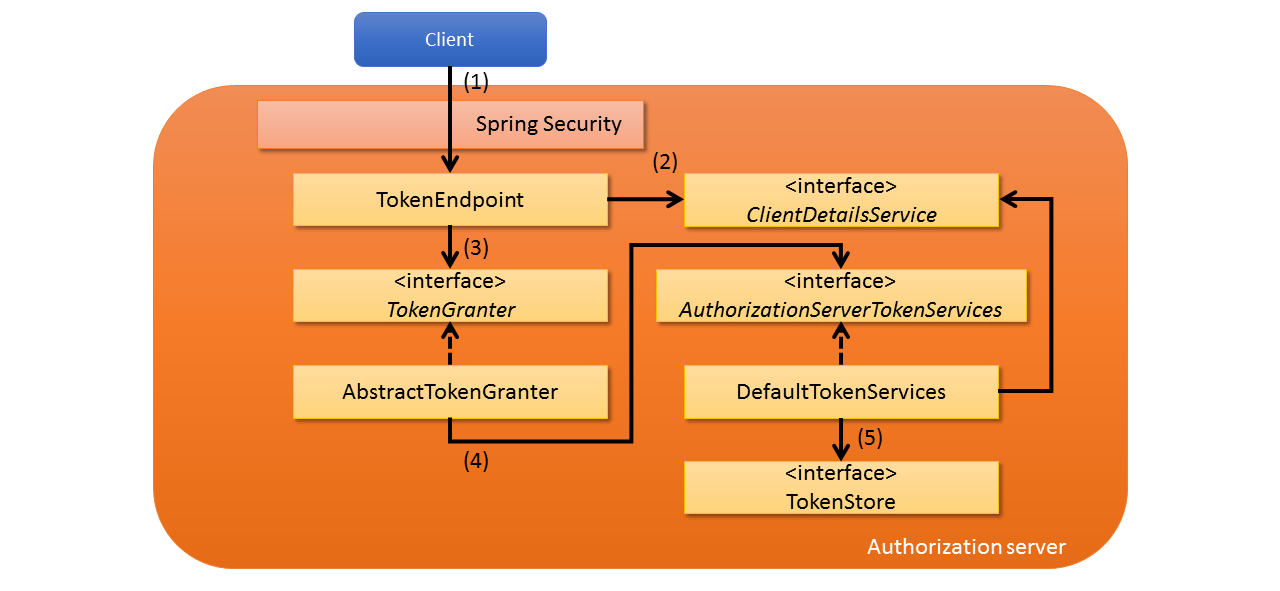 Client
(1)
Spring Security
(2)
TokenEndpoint
<interface>
ClientDetailsService
(3)
<interface>
TokenGranter
<interface>
AuthorizationServerTokenServices
AbstractTokenGranter
DefaultTokenServices
(4)
(5)
<interface>
TokenStore
Authorization server